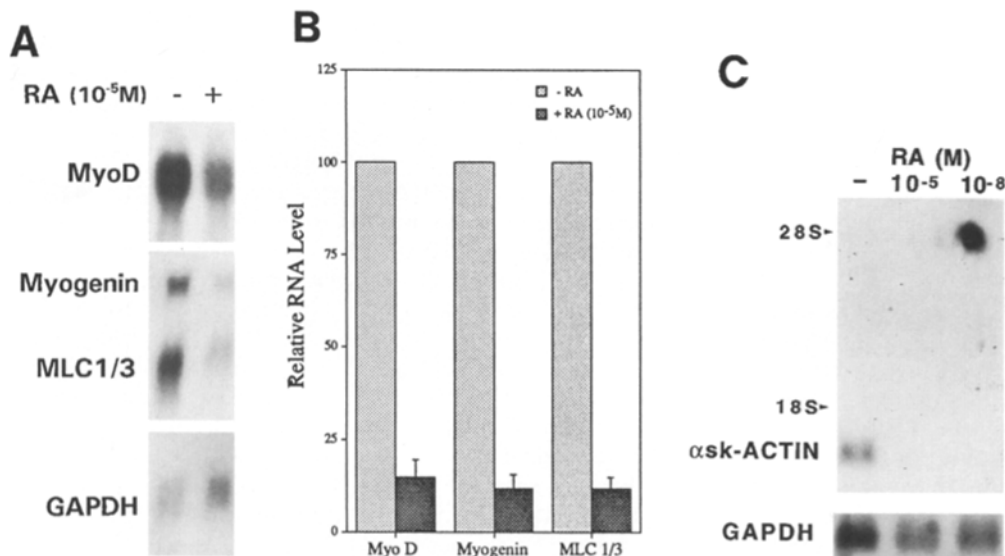 A
RA (10-5M) - +
MyoD
Myogenin
MLC1/3
GAPDH
B
125
100
75
50
25
0
Relative RNA Level
- RA
+ RA (10-5M)
Myo D Myogenin MLC 1/3
C
RA (M)
- 10-5 10-8
28S
18S
αsk-ACTIN
GAPDH